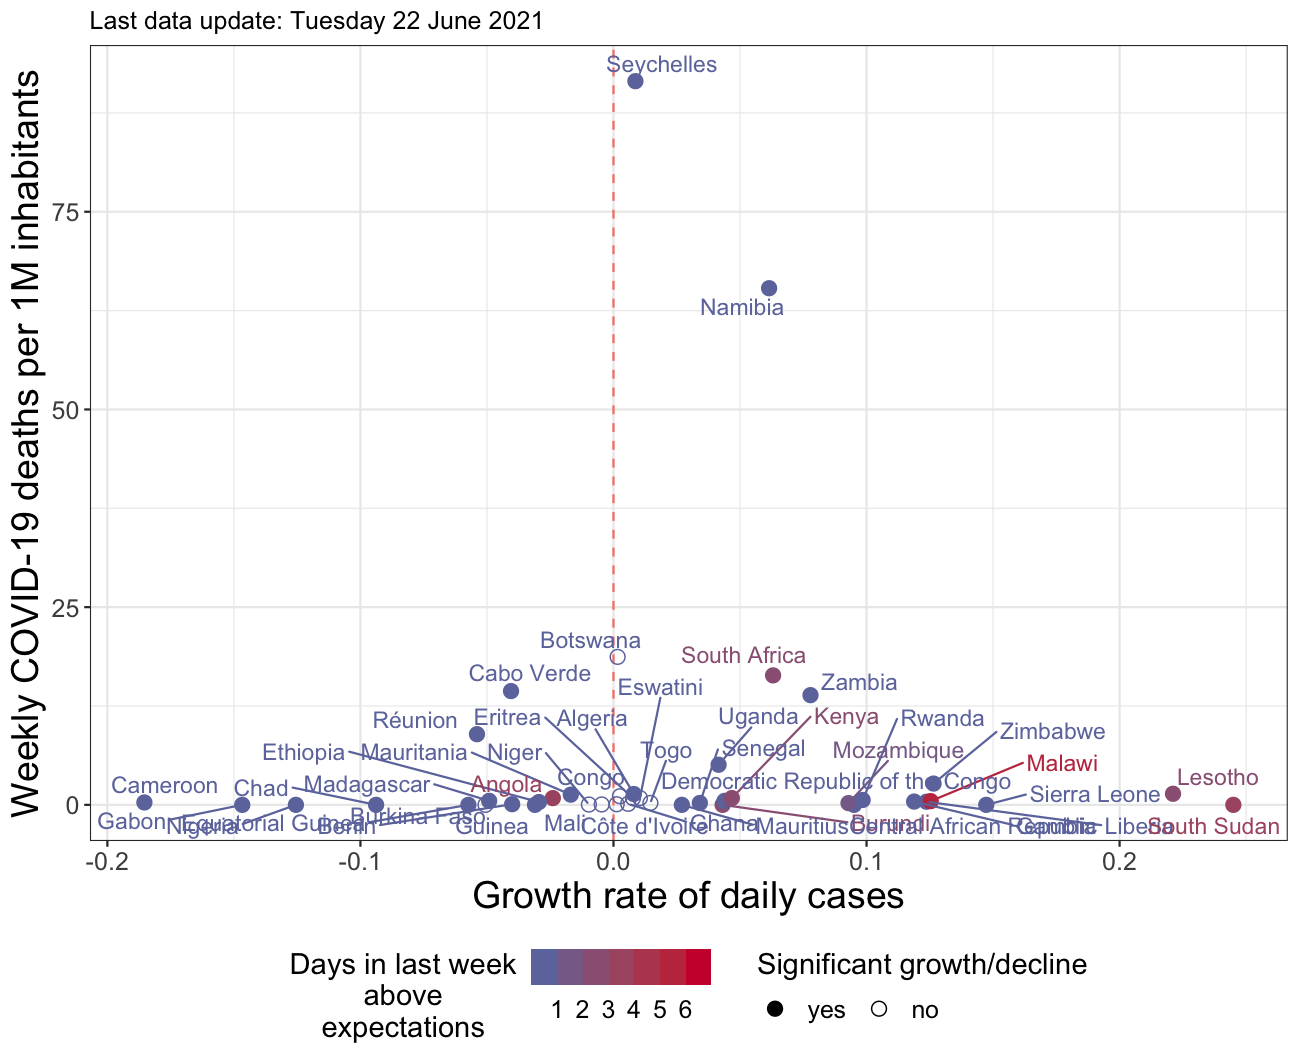 Last data update: Tuesday 22 June 2021
Weekly COVID-19 deaths per 1M inhabitants
75
50
25
0
Seychelles
Namibia
Botswana
South Africa
Cabo Verde
Eswatini
Zambia
Réunion
Eritrea
Algeria
Uganda
Kenya
Rwanda
Zimbabwe
Ethiopia
Mauritania
Niger
Togo
Senegal
Mozambique
Malawi
Cameroon
Chad
Madagascar
Angola
Congo
Democratic Republic of the Congo
Sierra Leone
Lesotho
Gabon
Nigeria
Equatorial Guinea
Benin
Burkina Faso
Guinea
Mali
Côte d'Ivoire
Ghana
Mauritius
Burundi
Central African Republic
Gambia
Liberia
South Sudan
-0.2 -0.1 0.0 0.1 0.2
Growth rate of daily cases
Days in last week
above
expectations
1 2 3 4 5 6
Significant growth/decline
yes no